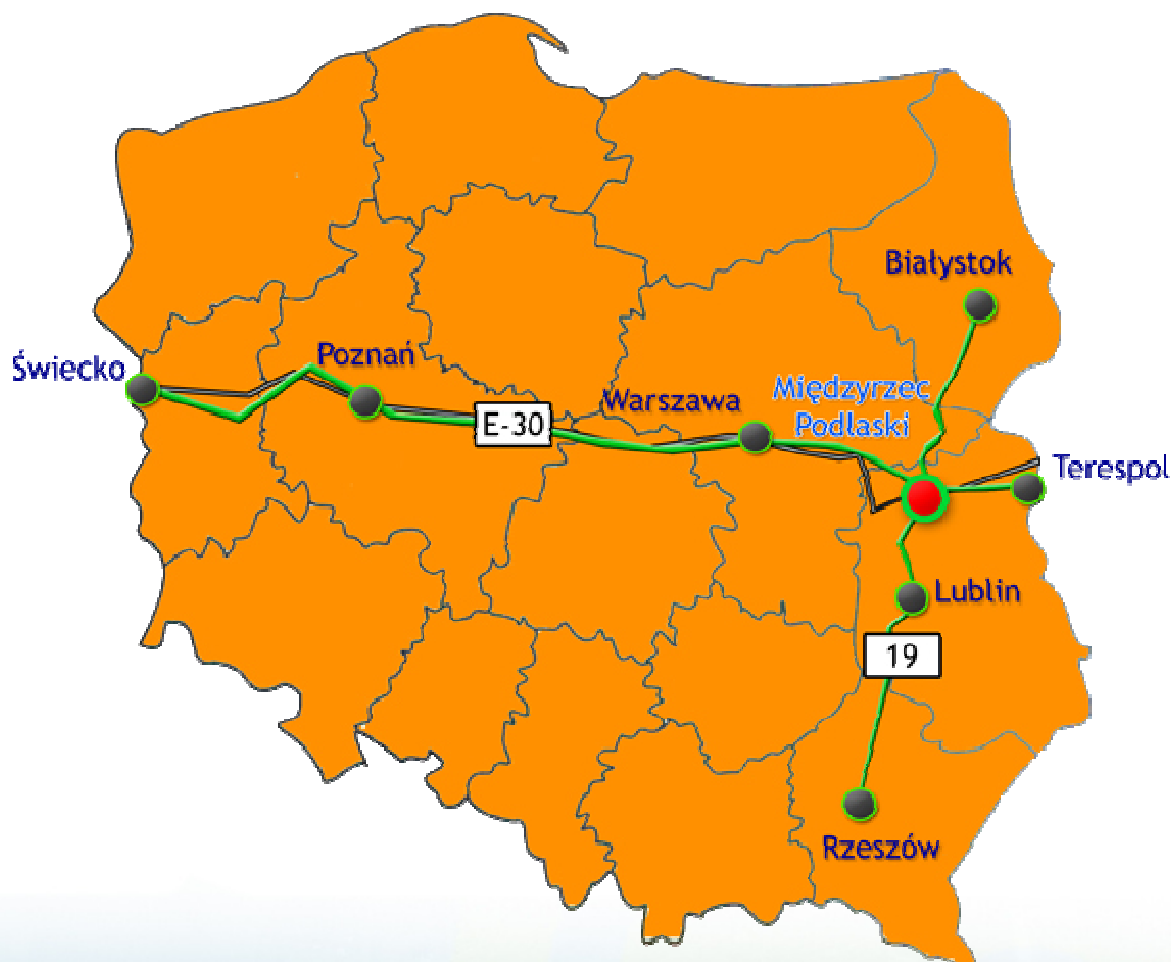 Białystok
Świecko
Poznań
Warszawa
Międzyrzec
Podlaski
E-30
Terespol
Lublin
19
Rzeszów